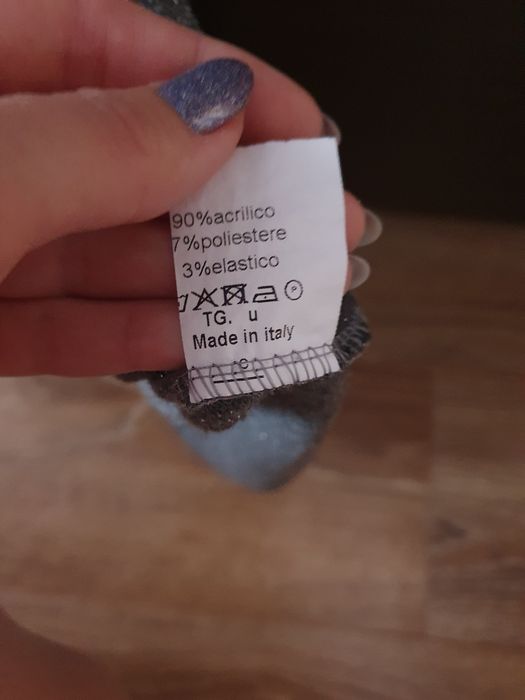 90%acrilico
7%poliestere
3%elastico
TG. u
Made in italy